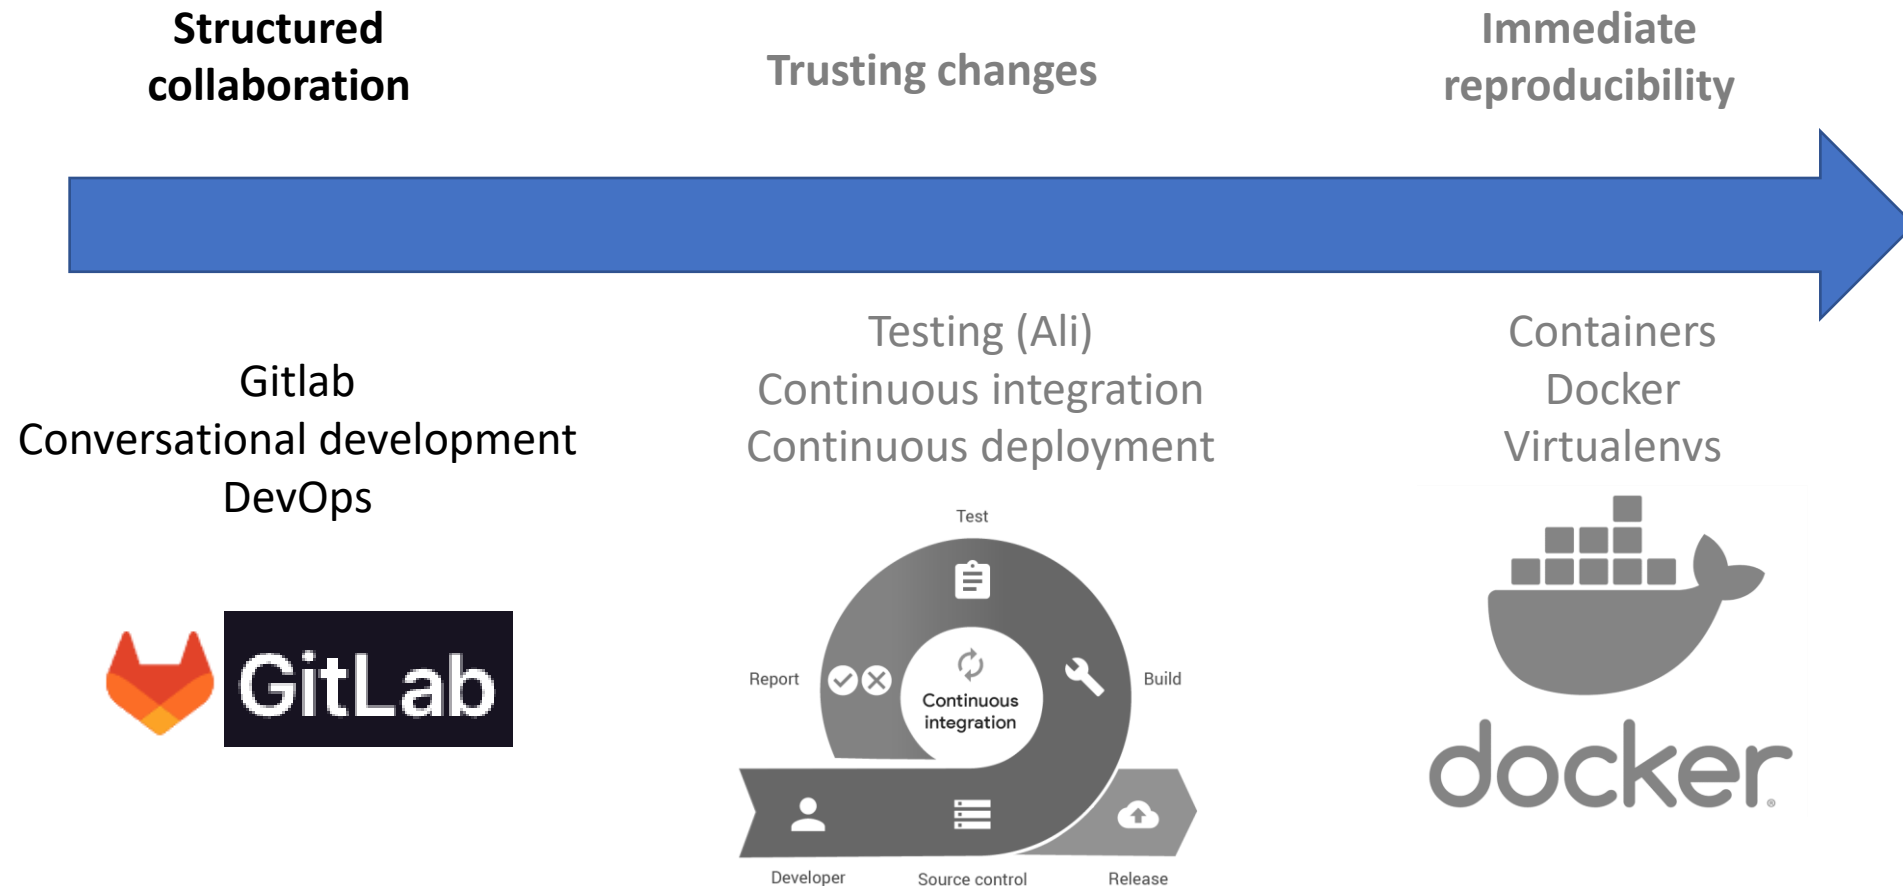 Structured
collaboration
Trusting changes
Immediate
reproducibility
Gitlab
Conversational development
DevOps
GitLab
Testing (Ali)
Continuous integration
Continuous deployment
Test
Report
Continuous
integration
Build
Developer
Source control
Release
Containers
Docker
Virtualenvs
docker®